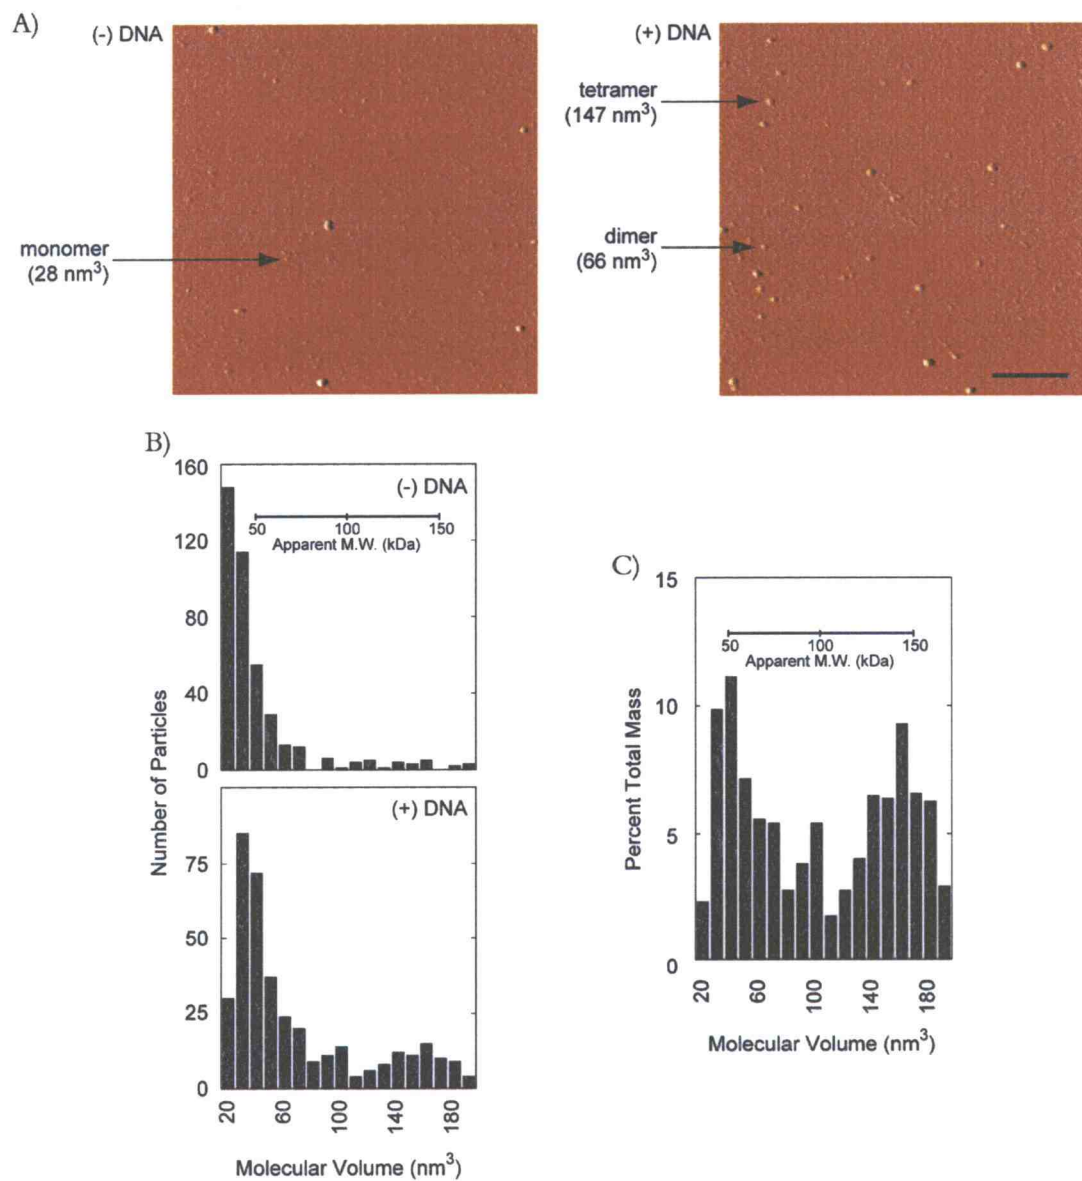 A)
(-) DNA
monomer
(28 nm³)
(+) DNA
tetramer
(147 nm³)
dimer
(66 nm³)
B)
160
120
80
40
0
(-) DNA
50 100 150
Apparent M.W. (kDa)
(+) DNA
75
50
25
0
Number of Particles
20 60 100 140 180
Molecular Volume (nm³)
C)
15
10
5
0
50 100 150
Apparent M.W. (kDa)
Percent Total Mass
20 60 100 140 180
Molecular Volume (nm³)